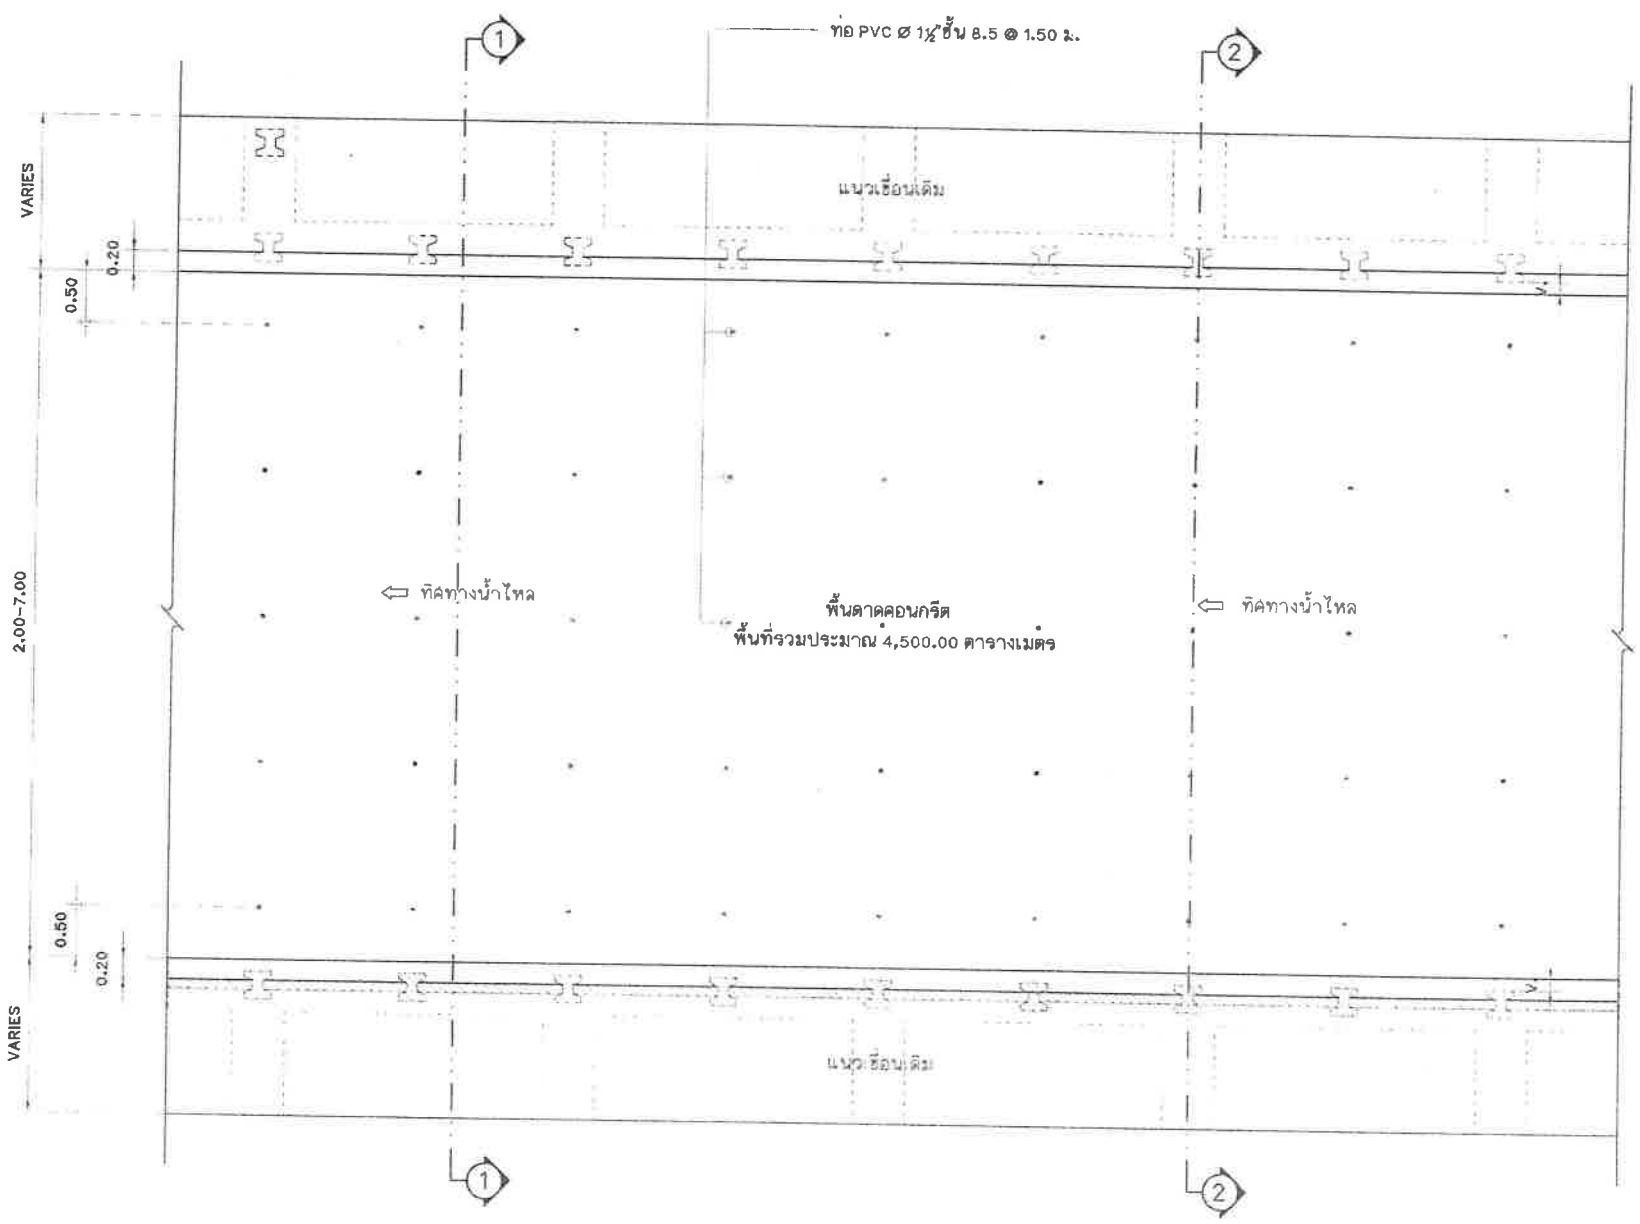 1
ท่อ PVC Ø 1½" ชั้น 8.5 @ 1.50 ม.
2
VARIES
แนวเขื่อนเดิม
0.20
0.50
V.
2.00-7.00
ทิศทางน้ำไหล
พื้นดาดคอนกรีต
พื้นที่รวมประมาณ 4,500.00 ตารางเมตร
ทิศทางน้ำไหล
0.50
0.20
V.
VARIES
แนวเขื่อนเดิม
1
2